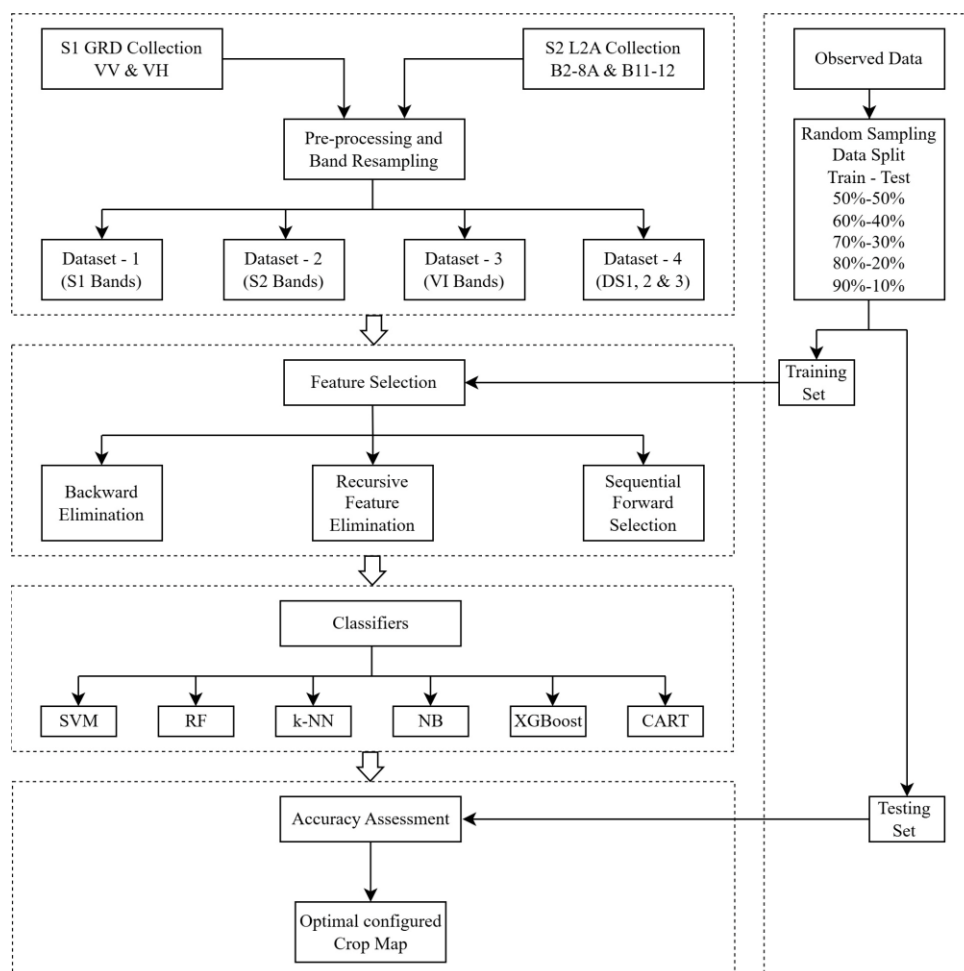 S1 GRD Collection
VV & VH
S2 L2A Collection
B2-8A & B11-12
Pre-processing and
Band Resampling
Dataset - 1
(S1 Bands)
Dataset - 2
(S2 Bands)
Dataset - 3
(VI Bands)
Dataset - 4
(DS1, 2 & 3)
Observed Data
Random Sampling
Data Split
Train - Test
50%-50%
60%-40%
70%-30%
80%-20%
90%-10%
Training
Set
Feature Selection
Backward
Elimination
Recursive
Feature
Elimination
Sequential
Forward
Selection
Classifiers
SVM
RF
k-NN
NB
XGBoost
CART
Testing
Set
Accuracy Assessment
Optimal configured
Crop Map